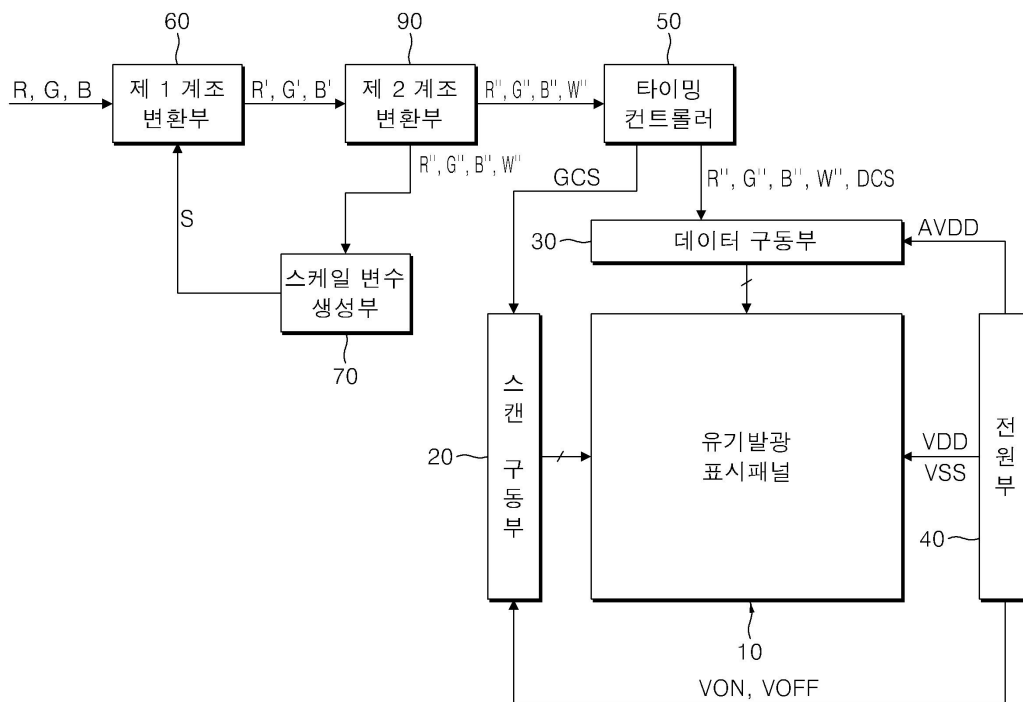 60
90
50
R, G, B
제 1 계조
변환부
R', G', B'
제 2 계조
변환부
R", G", B", W"
타이밍
컨트롤러
R", G", B", W"
GCS
R", G", B", W", DCS
S
30
데이터 구동부
AVDD
스케일 변수
생성부
70
스캔 구동부
20
유기발광
표시패널
VDD
VSS
전원부
40
10
VON, VOFF